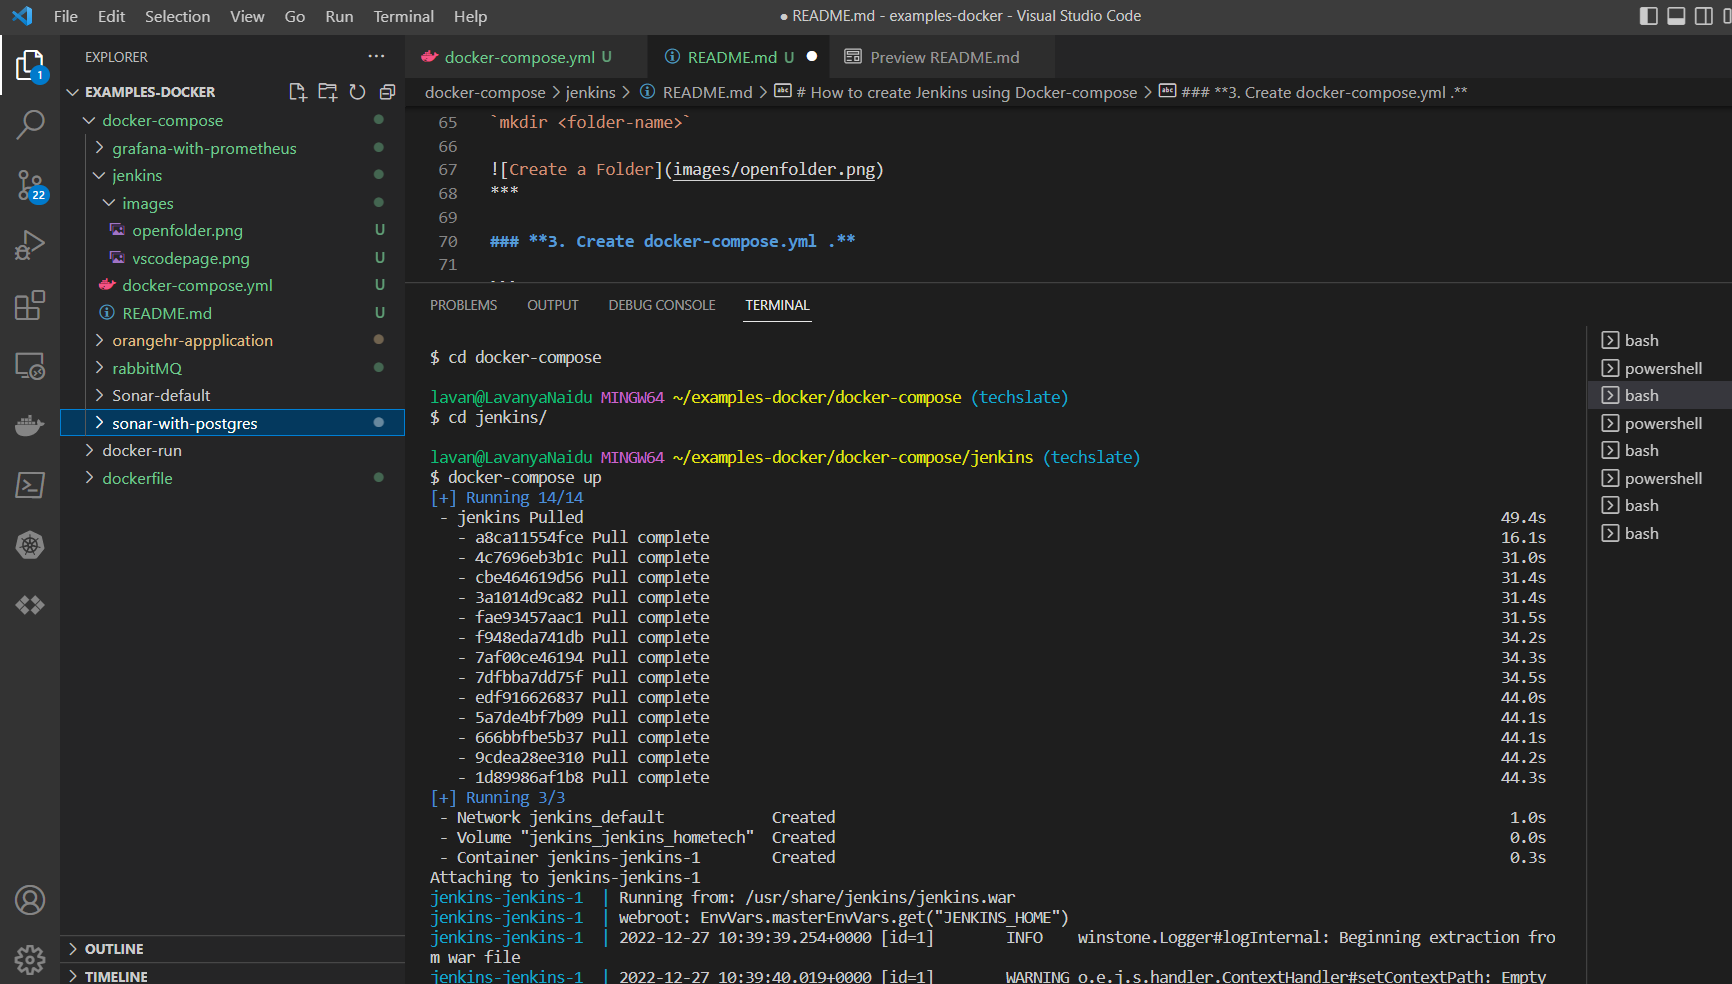 File Edit Selection View Go Run Terminal Help ● README.md - examples-docker - Visual Studio Code
EXPLORER ···
docker-compose.yml U README.md U ● Preview README.md
EXAMPLES-DOCKER
docker-compose > jenkins > README.md > # How to create Jenkins using Docker-compose > ### **3. Create docker-compose.yml .**
1
22
docker-compose
grafana-with-prometheus
jenkins
images
openfolder.png U
vscodepage.png U
docker-compose.yml U
README.md U
orangehr-appplication
rabbitMQ
Sonar-default
sonar-with-postgres
docker-run
dockerfile
OUTLINE
TIMELINE
65 `mkdir <folder-name>`
66
67 ![Create a Folder](images/openfolder.png)
68 ***
69
70 ### **3. Create docker-compose.yml .**
71
PROBLEMS OUTPUT DEBUG CONSOLE TERMINAL
$ cd docker-compose
lavan@LavanyaNaidu MINGW64 ~/examples-docker/docker-compose (techslate)
$ cd jenkins/
lavan@LavanyaNaidu MINGW64 ~/examples-docker/docker-compose/jenkins (techslate)
$ docker-compose up
[+] Running 14/14
- jenkins Pulled 49.4s
- a8ca11554fce Pull complete 16.1s
- 4c7696eb3b1c Pull complete 31.0s
- cbe464619d56 Pull complete 31.4s
- 3a1014d9ca82 Pull complete 31.4s
- fae93457aac1 Pull complete 31.5s
- f948eda741db Pull complete 34.2s
- 7af00ce46194 Pull complete 34.3s
- 7dfbba7dd75f Pull complete 34.5s
- edf916626837 Pull complete 44.0s
- 5a7de4bf7b09 Pull complete 44.1s
- 666bbfbe5b37 Pull complete 44.1s
- 9cdea28ee310 Pull complete 44.2s
- 1d89986af1b8 Pull complete 44.3s
[+] Running 3/3
- Network jenkins_default Created 1.0s
- Volume "jenkins_jenkins_hometech" Created 0.0s
- Container jenkins-jenkins-1 Created 0.3s
Attaching to jenkins-jenkins-1
jenkins-jenkins-1 | Running from: /usr/share/jenkins/jenkins.war
jenkins-jenkins-1 | webroot: EnvVars.masterEnvVars.get("JENKINS_HOME")
jenkins-jenkins-1 | 2022-12-27 10:39:39.254+0000 [id=1] INFO winstone.Logger#logInternal: Beginning extraction fro
m war file
jenkins-jenkins-1 | 2022-12-27 10:39:40.019+0000 [id=1] WARNING o.e.j.s.handler.ContextHandler#setContextPath: Empty
bash
powershell
bash
powershell
bash
powershell
bash
bash